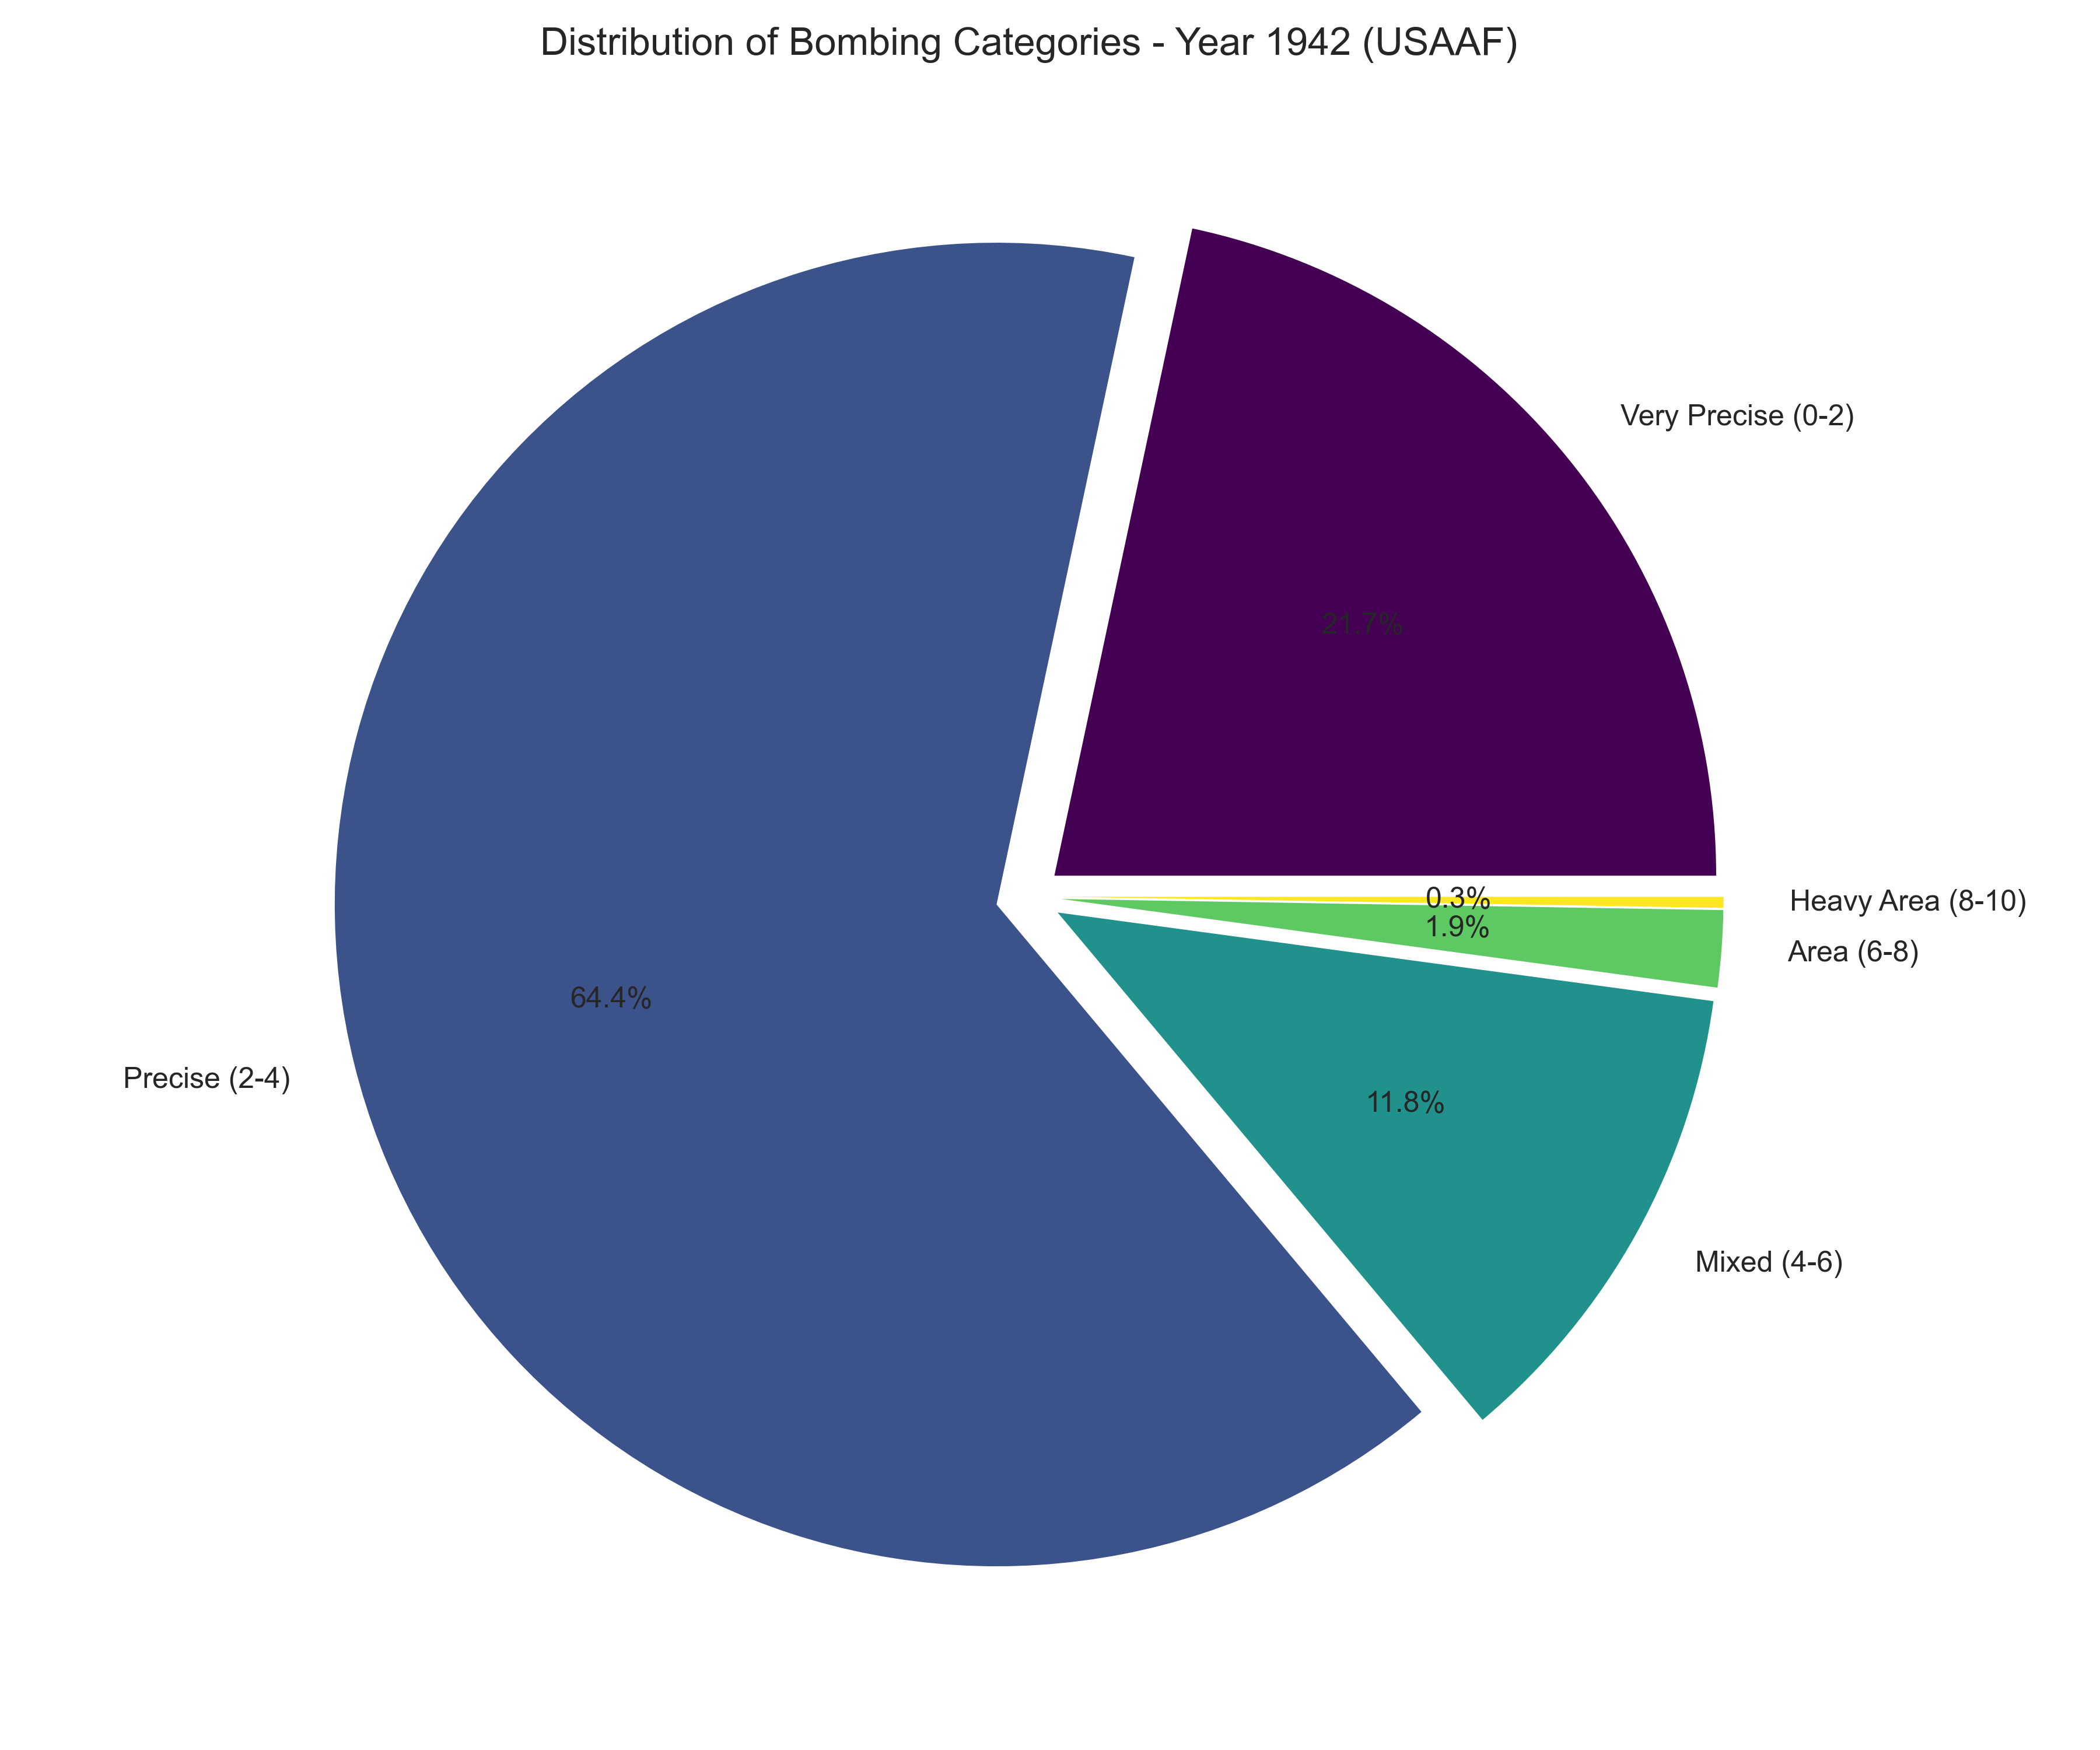 Distribution of Bombing Categories - Year 1942 (USAAF)
Very Precise (0-2)
21.7%
0.3%
Heavy Area (8-10)
1.9%
Area (6-8)
64.4%
Precise (2-4)
11.8%
Mixed (4-6)